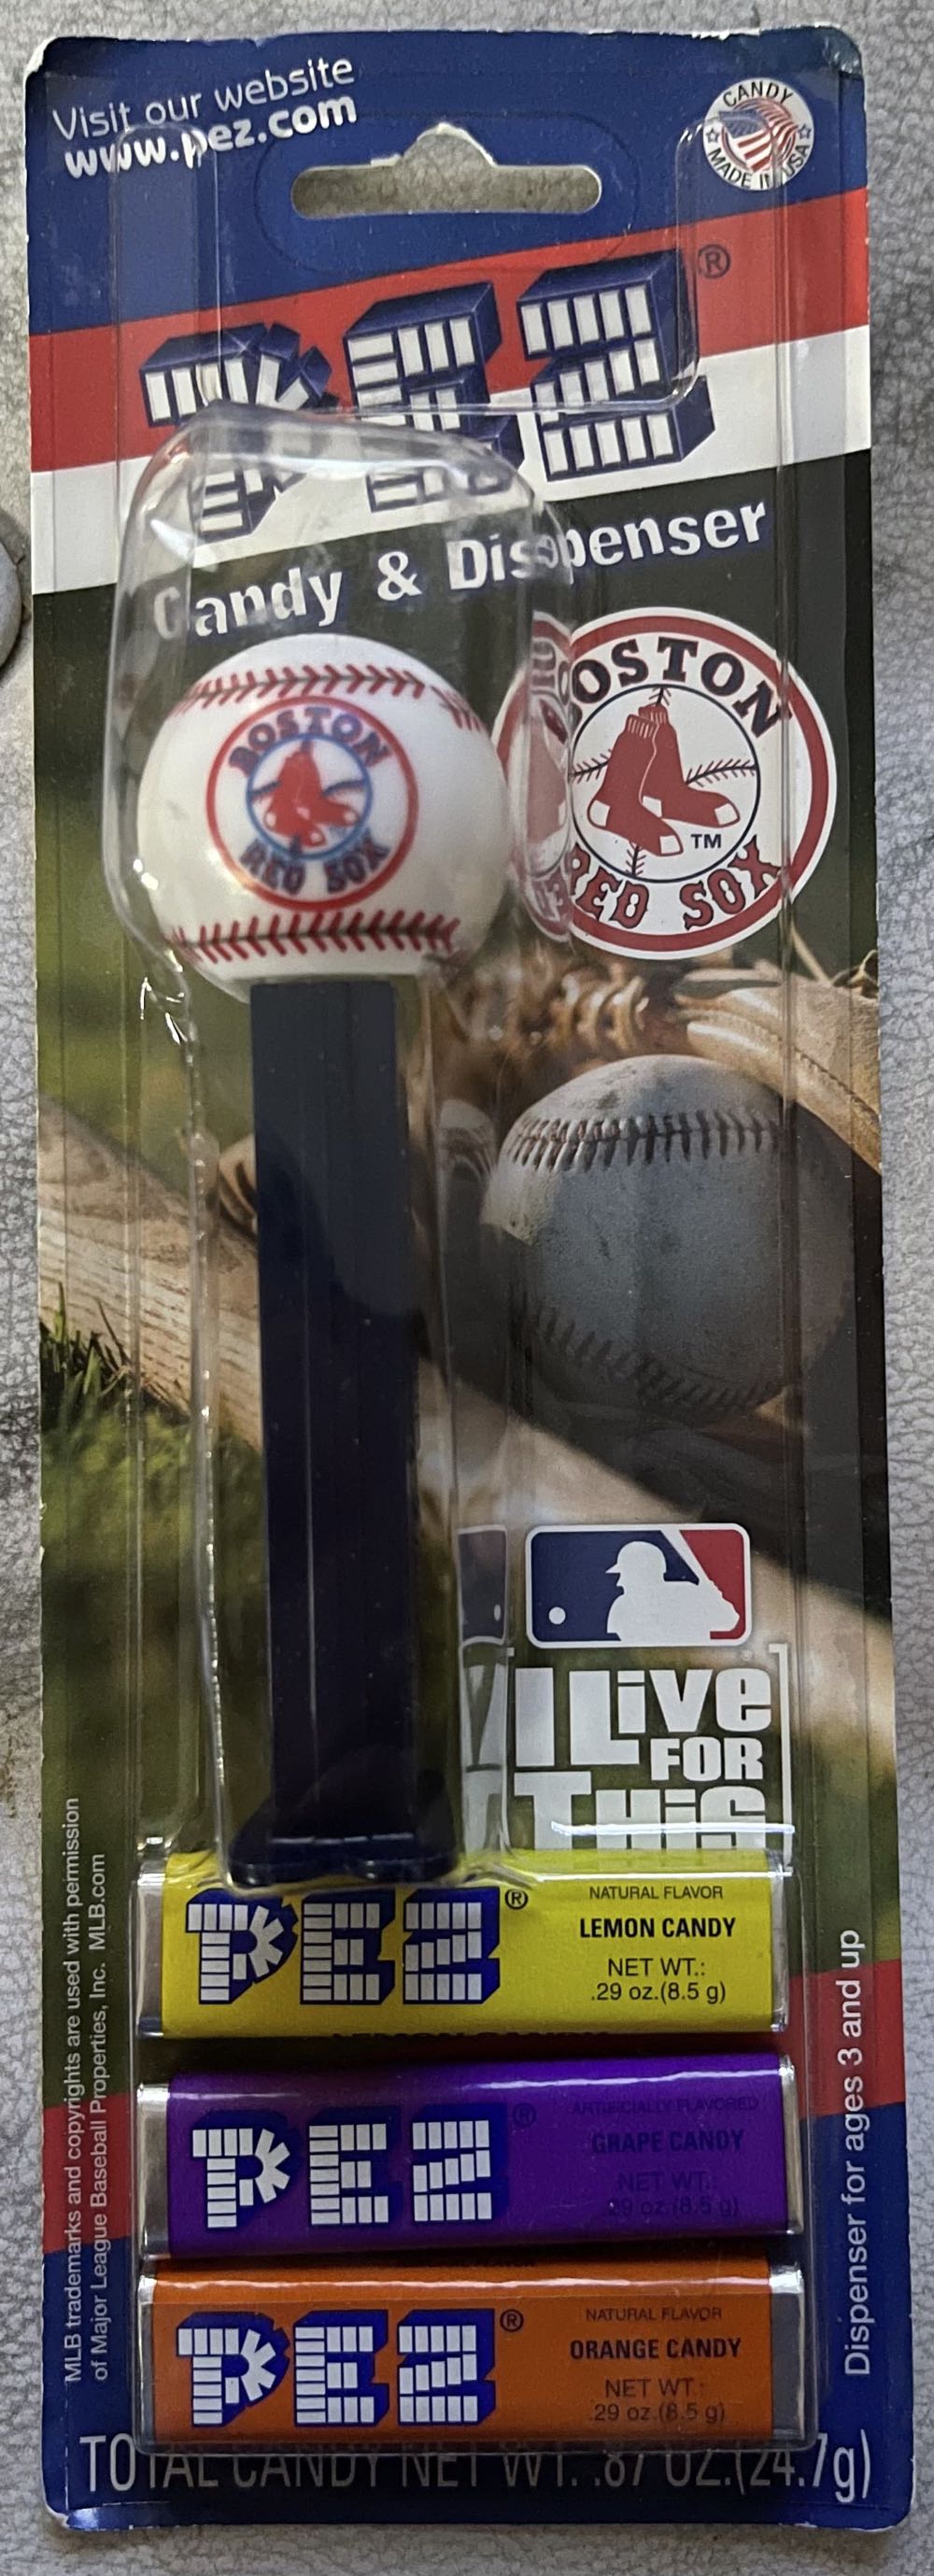 Visit our website
www.pez.com
CANDY
MADE IN USA
PEZ®
Candy & Dispenser
BOSTON
RED SOX
BOSTON
RED SOX
TM
I Live
FOR
THiS
PEZ®
NATURAL FLAVOR
LEMON CANDY
NET WT.:
.29 oz.(8.5 g)
PEZ®
ARTIFICIALLY FLAVORED
GRAPE CANDY
NET WT.:
.29 oz.(8.5 g)
PEZ®
NATURAL FLAVOR
ORANGE CANDY
NET WT.:
.29 oz.(8.5 g)
MLB trademarks and copyrights are used with permission
of Major League Baseball Properties, Inc. MLB.com
Dispenser for ages 3 and up
TOTAL CANDY NET WT. .87 OZ.(24.7g)